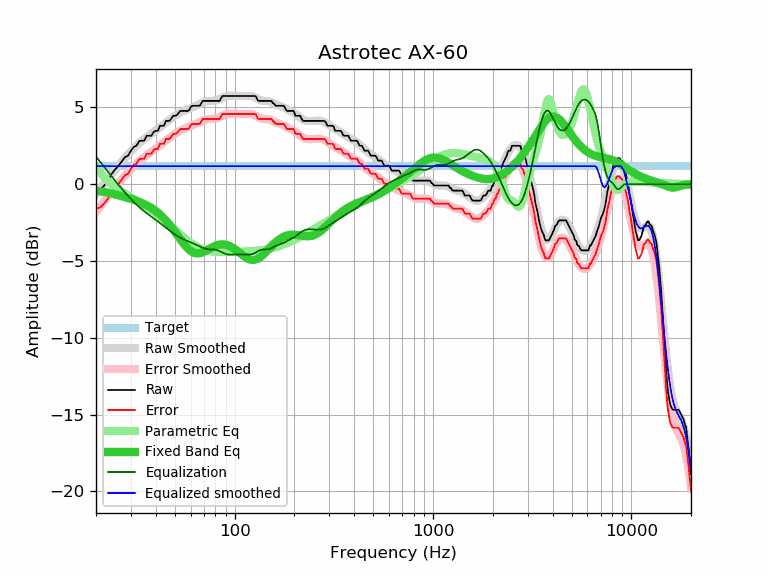 Astrotec AX-60
Amplitude (dBr)
5
0
−5
−10
−15
−20
Target
Raw Smoothed
Error Smoothed
Raw
Error
Parametric Eq
Fixed Band Eq
Equalization
Equalized smoothed
100
1000
10000
Frequency (Hz)